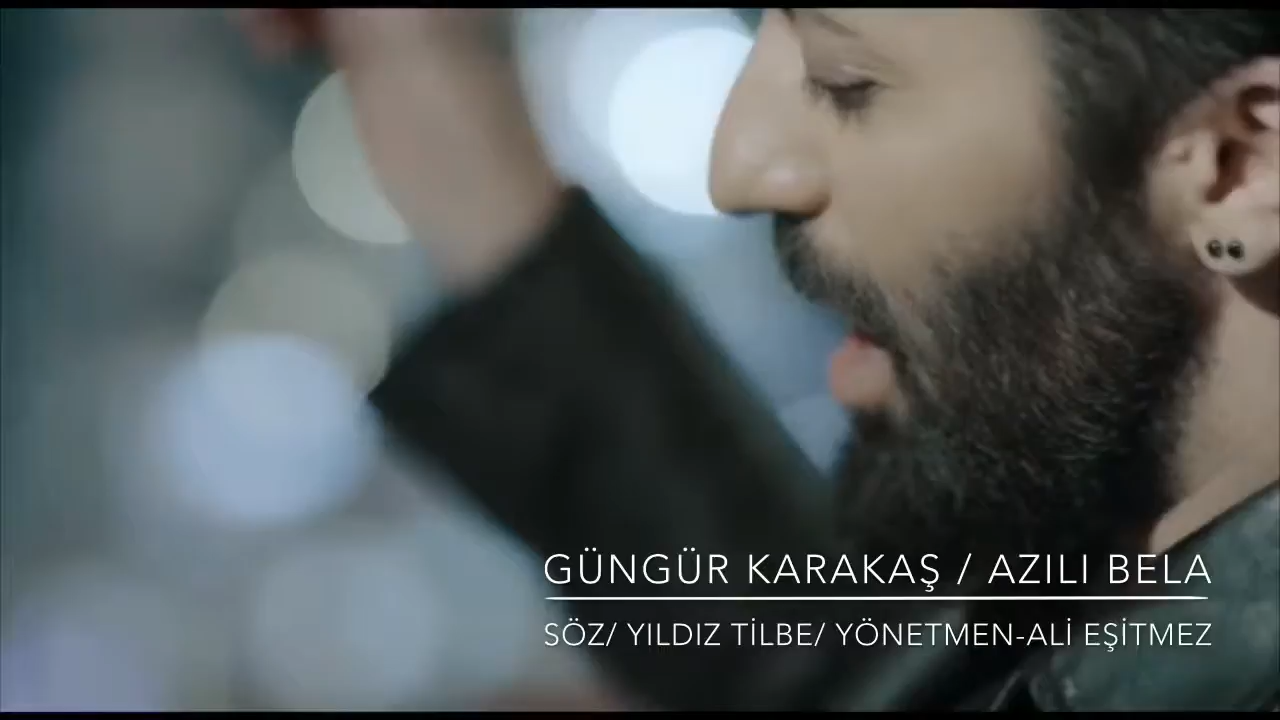 GÜNGÜR KARAKAŞ / AZILI BELA
SÖZ/ YILDIZ TİLBE/ YÖNETMEN-ALİ EŞİTMEZ